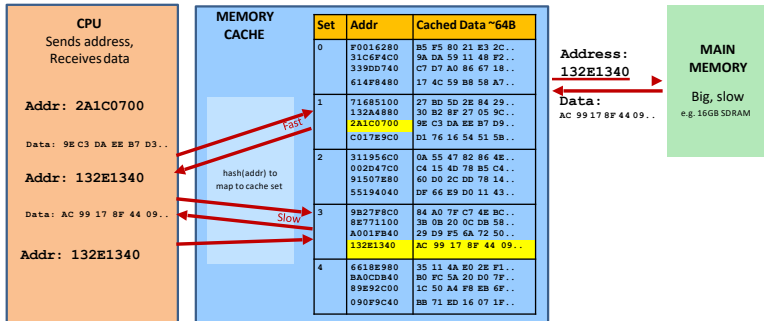 CPU
Sends address,
Receives data
Addr: 2A1C0700
Data: 9E C3 DA EE B7 D3..
Addr: 132E1340
Data: AC 99 17 8F 44 09..
Addr: 132E1340
MEMORY
CACHE
hash(addr) to
map to cache set
Fast
Slow
Set Addr Cached Data ~64B
0 F0016280 B5 F5 80 21 E3 2C..
31C6F4C0 9A DA 59 11 48 F2..
339DD740 C7 D7 A0 86 67 18..
614F8480 17 4C 59 B8 58 A7..
1 71685100 27 BD 5D 2E 84 29..
132A4880 30 B2 8F 27 05 9C..
2A1C0700 9E C3 DA EE B7 D9..
C017E9C0 D1 76 16 54 51 5B..
2 311956C0 0A 55 47 82 86 4E..
002D47C0 C4 15 4D 78 B5 C4..
91507E80 60 D0 2C DD 78 14..
55194040 DF 66 E9 D0 11 43..
3 9B27F8C0 84 A0 7F C7 4E BC..
8E771100 3B 0B 20 0C DB 58..
A001FB40 29 D9 F5 6A 72 50..
132E1340 AC 99 17 8F 44 09..
4 6618E980 35 11 4A E0 2E F1..
BA0CDB40 B0 FC 5A 20 D0 7F..
89E92C00 1C 50 A4 F8 EB 6F..
090F9C40 BB 71 ED 16 07 1F..
Address:
132E1340
Data:
AC 99 17 8F 44 09..
MAIN
MEMORY
Big, slow
e.g. 16GB SDRAM